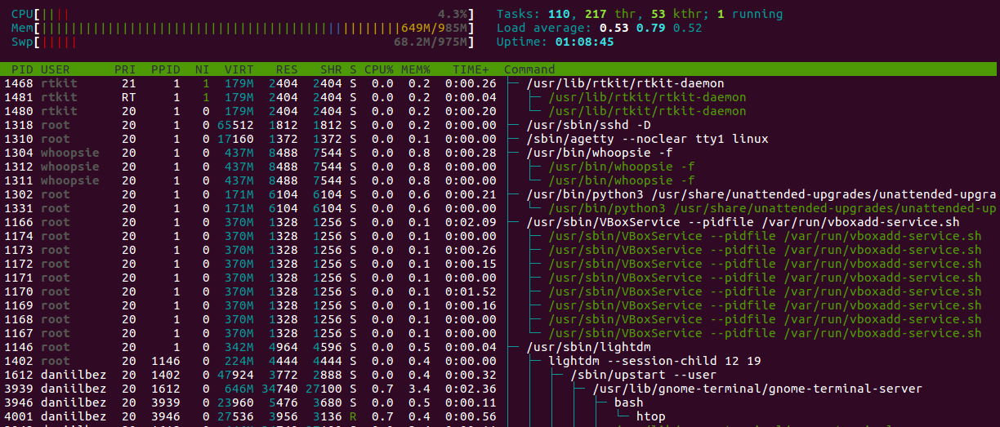 CPU[|||| 4.3%] Tasks: 110, 217 thr, 53 kthr; 1 running
Mem[||||||||||||||||||||||||||||||||||||||||||||||||||649M/985M] Load average: 0.53 0.79 0.52
Swp[||||| 68.2M/975M] Uptime: 01:08:45
PID USER PRI PPID NI VIRT RES SHR S CPU% MEM% TIME+ Command
1468 rtkit 21 1 1 179M 2404 2404 S 0.0 0.2 0:00.26 ├─ /usr/lib/rtkit/rtkit-daemon
1481 rtkit RT 1 1 179M 2404 2404 S 0.0 0.2 0:00.04 │ ├─ /usr/lib/rtkit/rtkit-daemon
1480 rtkit 20 1 0 179M 2404 2404 S 0.0 0.2 0:00.20 │ └─ /usr/lib/rtkit/rtkit-daemon
1318 root 20 1 0 65512 1812 1812 S 0.0 0.2 0:00.00 ├─ /usr/sbin/sshd -D
1310 root 20 1 0 17160 1372 1372 S 0.0 0.1 0:00.00 ├─ /sbin/agetty --noclear tty1 linux
1304 whoopsie 20 1 0 437M 8488 7544 S 0.0 0.8 0:00.28 ├─ /usr/bin/whoopsie -f
1312 whoopsie 20 1 0 437M 8488 7544 S 0.0 0.8 0:00.00 │ ├─ /usr/bin/whoopsie -f
1311 whoopsie 20 1 0 437M 8488 7544 S 0.0 0.8 0:00.00 │ └─ /usr/bin/whoopsie -f
1302 root 20 1 0 171M 6104 6104 S 0.0 0.6 0:00.21 ├─ /usr/bin/python3 /usr/share/unattended-upgrades/unattended-upgra
1331 root 20 1 0 171M 6104 6104 S 0.0 0.6 0:00.00 │ └─ /usr/bin/python3 /usr/share/unattended-upgrades/unattended-up
1166 root 20 1 0 370M 1328 1256 S 0.0 0.1 0:02.09 ├─ /usr/sbin/VBoxService --pidfile /var/run/vboxadd-service.sh
1174 root 20 1 0 370M 1328 1256 S 0.0 0.1 0:00.00 │ ├─ /usr/sbin/VBoxService --pidfile /var/run/vboxadd-service.sh
1173 root 20 1 0 370M 1328 1256 S 0.0 0.1 0:00.26 │ ├─ /usr/sbin/VBoxService --pidfile /var/run/vboxadd-service.sh
1172 root 20 1 0 370M 1328 1256 S 0.0 0.1 0:00.15 │ ├─ /usr/sbin/VBoxService --pidfile /var/run/vboxadd-service.sh
1171 root 20 1 0 370M 1328 1256 S 0.0 0.1 0:00.00 │ ├─ /usr/sbin/VBoxService --pidfile /var/run/vboxadd-service.sh
1170 root 20 1 0 370M 1328 1256 S 0.0 0.1 0:01.52 │ ├─ /usr/sbin/VBoxService --pidfile /var/run/vboxadd-service.sh
1169 root 20 1 0 370M 1328 1256 S 0.0 0.1 0:00.16 │ ├─ /usr/sbin/VBoxService --pidfile /var/run/vboxadd-service.sh
1168 root 20 1 0 370M 1328 1256 S 0.0 0.1 0:00.00 │ ├─ /usr/sbin/VBoxService --pidfile /var/run/vboxadd-service.sh
1167 root 20 1 0 370M 1328 1256 S 0.0 0.1 0:00.00 │ └─ /usr/sbin/VBoxService --pidfile /var/run/vboxadd-service.sh
1146 root 20 1 0 342M 4964 4596 S 0.0 0.5 0:00.04 ├─ /usr/sbin/lightdm
1402 root 20 1146 0 224M 4444 4444 S 0.0 0.4 0:00.00 │ ├─ lightdm --session-child 12 19
1612 daniilbez 20 1402 0 47924 3772 2888 S 0.0 0.4 0:00.32 │ │ ├─ /sbin/upstart --user
3939 daniilbez 20 1612 0 646M 34740 27100 S 0.7 3.4 0:02.36 │ │ │ ├─ /usr/lib/gnome-terminal/gnome-terminal-server
3946 daniilbez 20 3939 0 23960 5476 3680 S 0.0 0.5 0:00.11 │ │ │ │ ├─ bash
4001 daniilbez 20 3946 0 27536 3956 3136 R 0.7 0.4 0:00.56 │ │ │ │ │ └─ htop